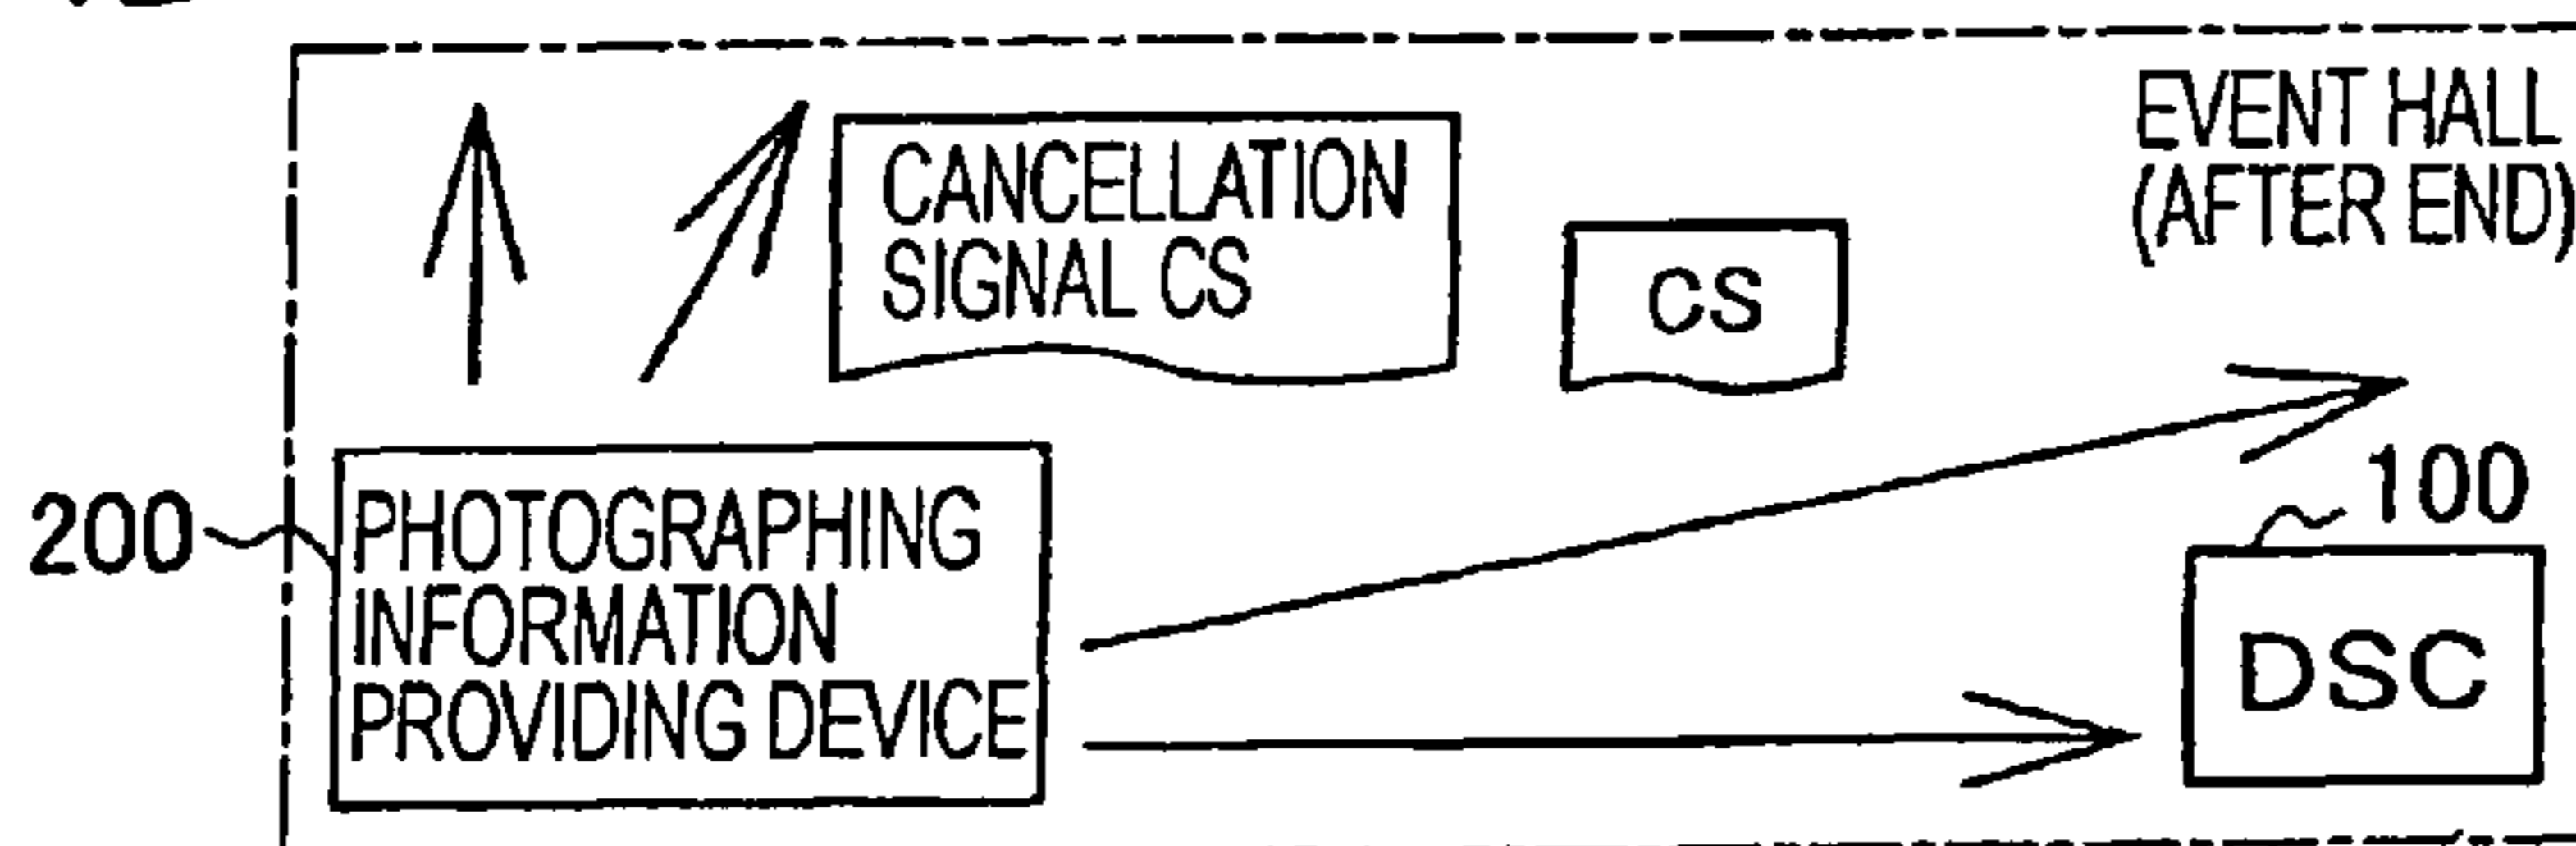 EVENT HALL
(AFTER END)
CANCELLATION
SIGNAL CS
CS
200
PHOTOGRAPHING
INFORMATION
PROVIDING DEVICE
100
DSC